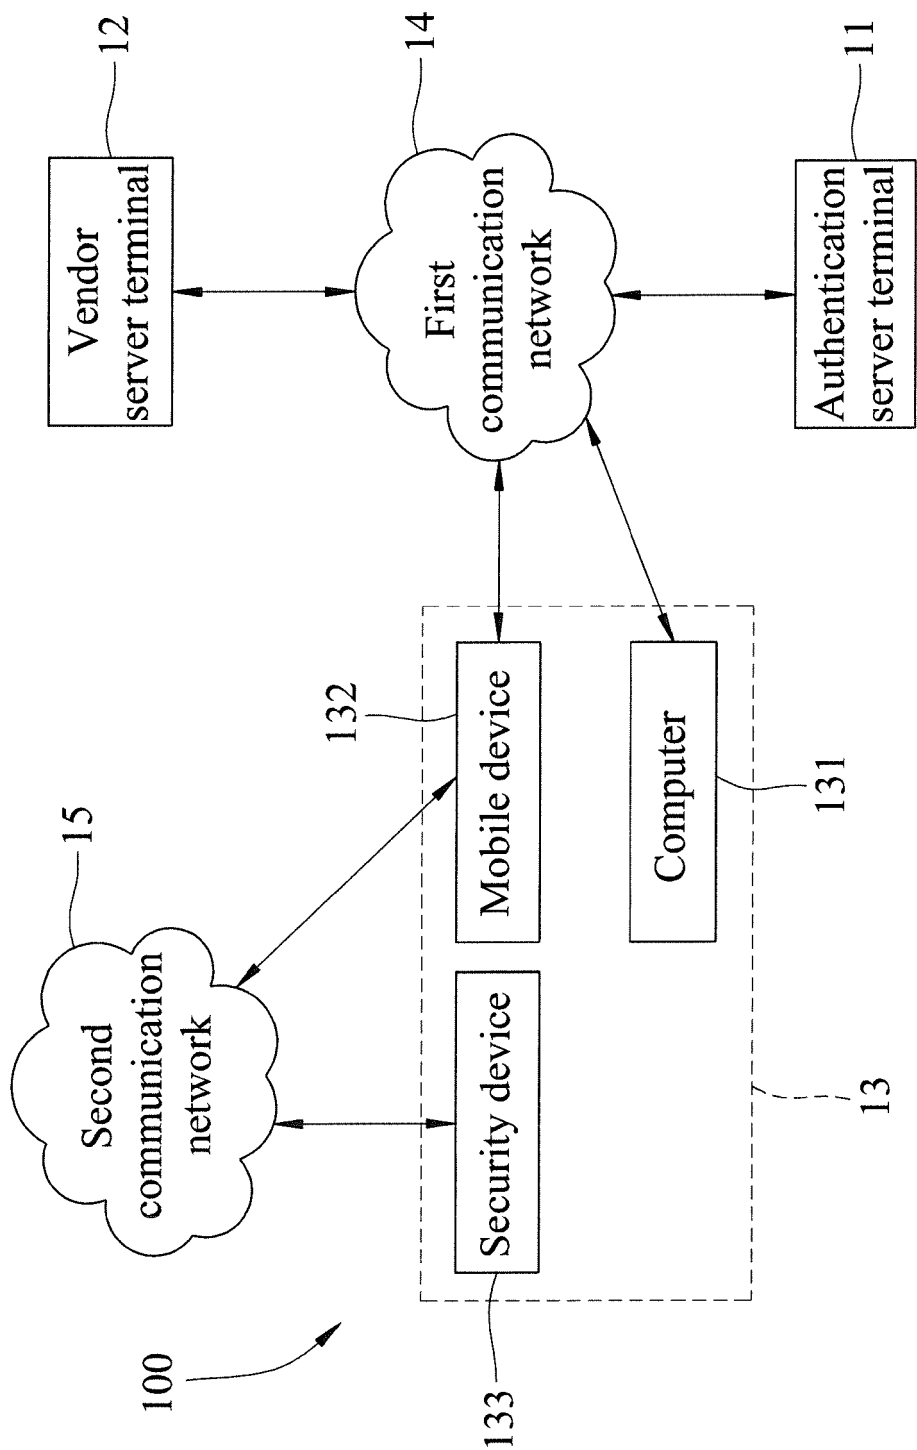 100
15
Second
communication
network
133
Security device
132
Mobile device
Computer
131
13
12
Vendor
server terminal
14
First
communication
network
11
Authentication
server terminal